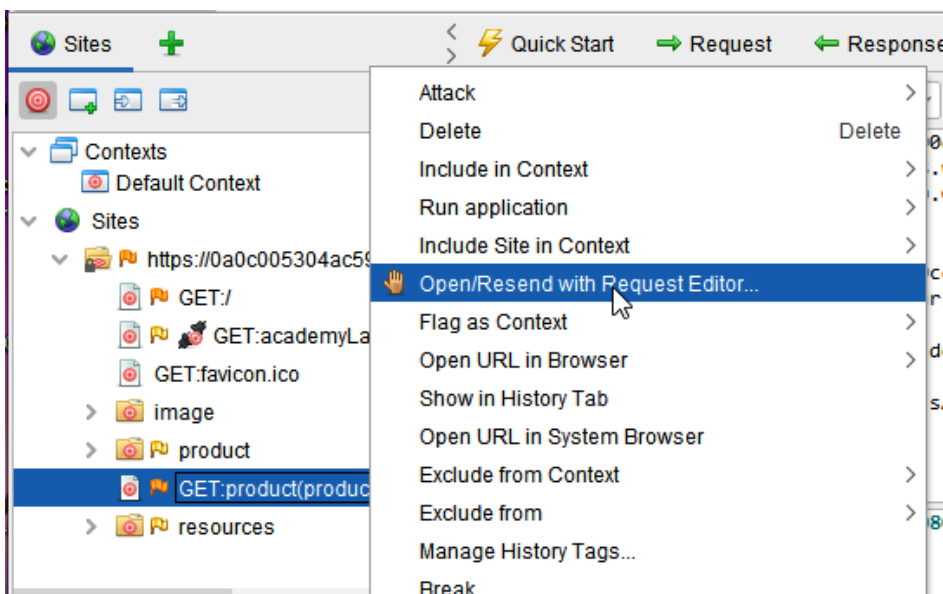 Sites
Quick Start
Request
Response
Attack
Delete Delete
Include in Context
Contexts
Default Context
Run application
Sites
Include Site in Context
https://0a0c005304ac59
Open/Resend with Request Editor...
GET:/
Flag as Context
GET:academyLa
Open URL in Browser
GET:favicon.ico
Show in History Tab
image
Open URL in System Browser
product
Exclude from Context
GET:product(produc
Exclude from
resources
Manage History Tags...
Break